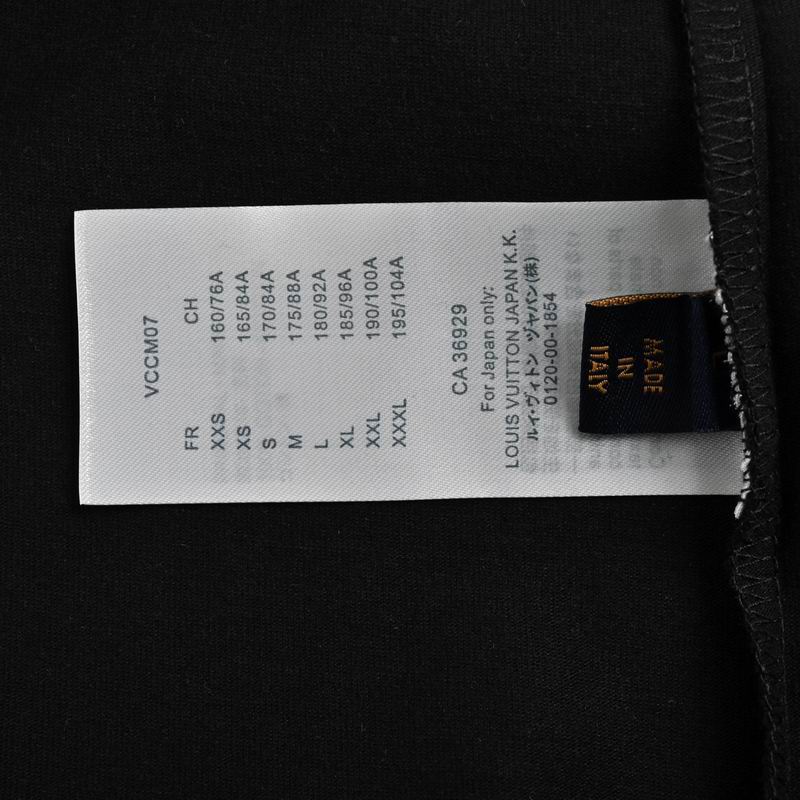 VCCM07
FR CH
XXS 160/76A
XS 165/84A
S 170/84A
M 175/88A
L 180/92A
XL 185/96A
XXL 190/100A
XXXL 195/104A
CA 36929
For Japan only:
LOUIS VUITTON JAPAN K.K.
ルイ・ヴィトン ジャパン(株)
0120-00-1854
MADE
IN
ITALY